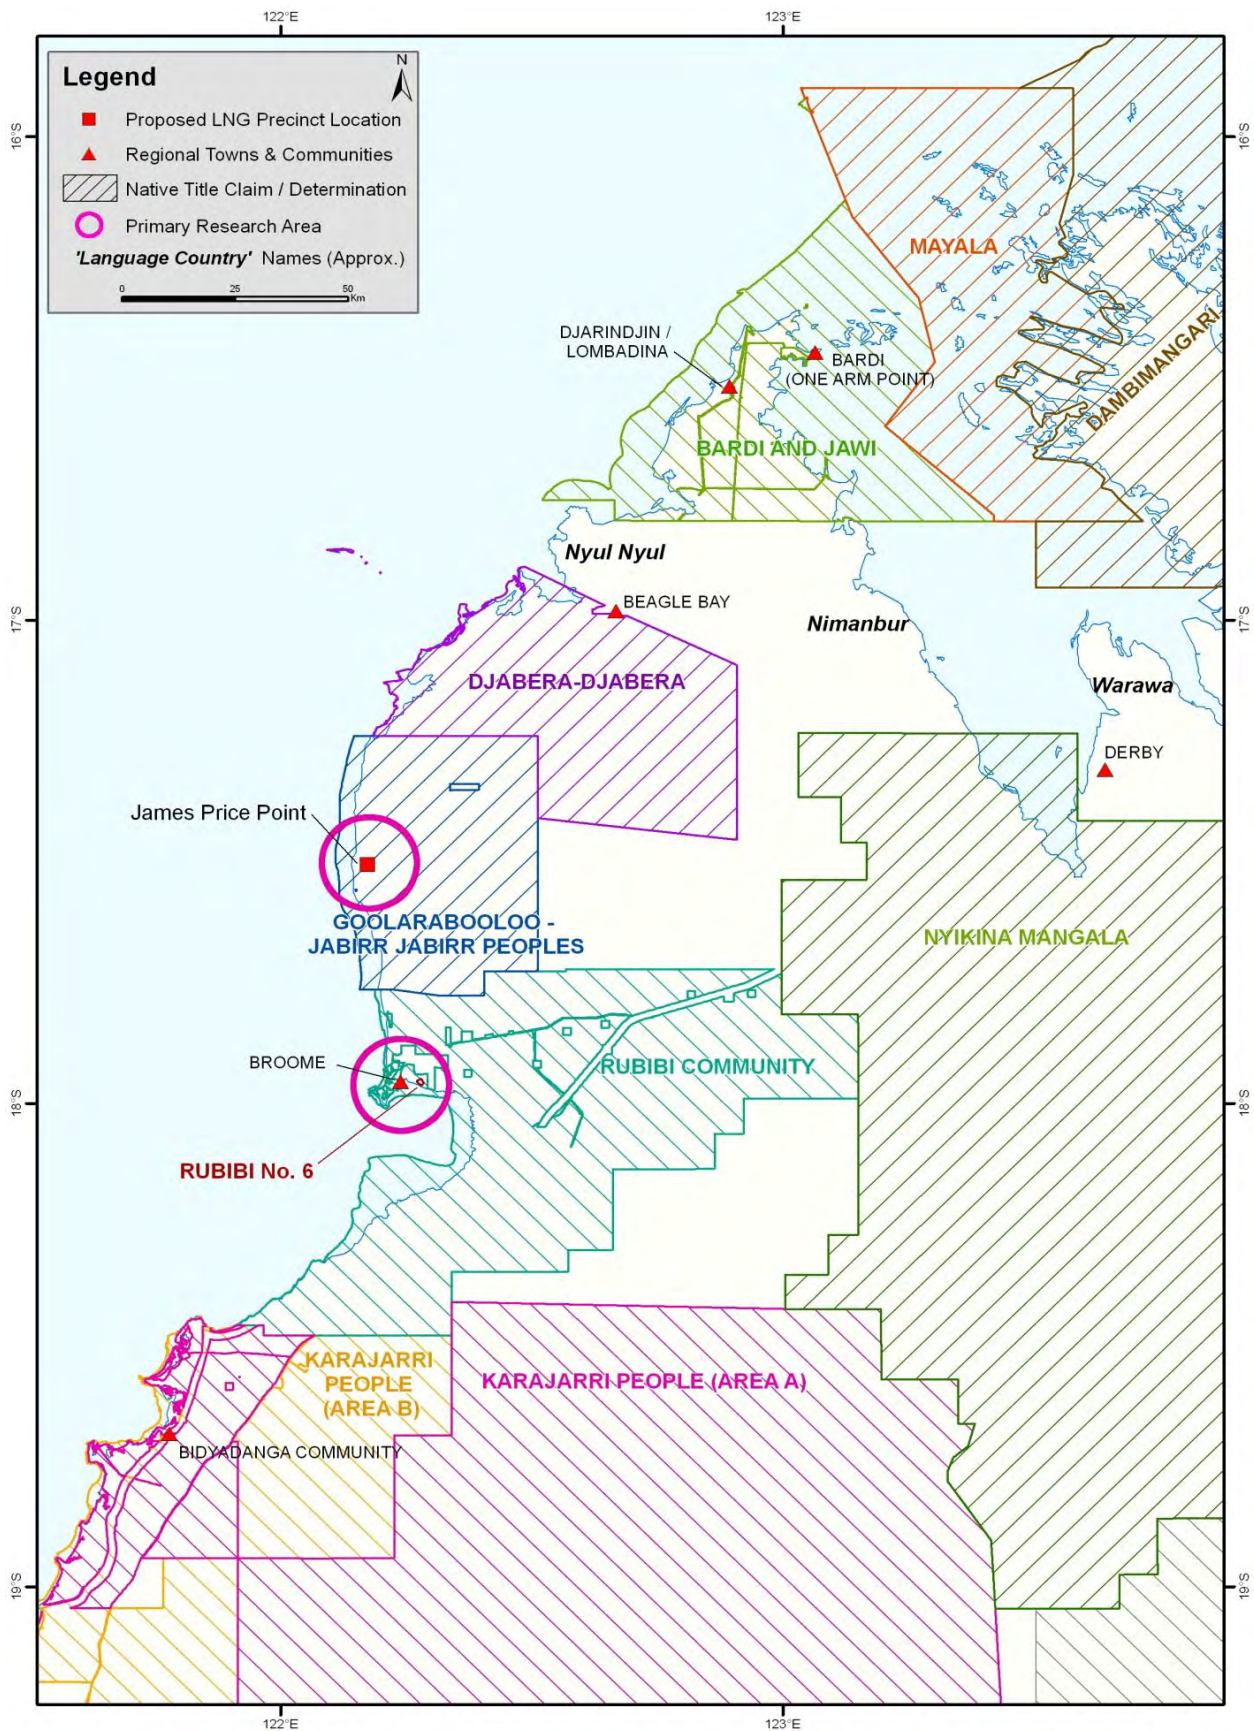 122°E
123°E
Legend
N
Proposed LNG Precinct Location
Regional Towns & Communities
Native Title Claim / Determination
Primary Research Area
'Language Country' Names (Approx.)
0 25 50
Km
16°S
16°S
MAYALA
DJARINDJIN /
LOMBADINA
BARDI
(ONE ARM POINT)
DAMBIMANGARI
BARDI AND JAWI
Nyul Nyul
BEAGLE BAY
17°S
17°S
Nimanbur
DJABERA-DJABERA
Warawa
DERBY
James Price Point
GOOLARABOOLOO -
JABIRR JABIRR PEOPLES
NYIKINA MANGALA
BROOME
RUBIBI COMMUNITY
18°S
18°S
RUBIBI No. 6
KARAJARRI
PEOPLE
(AREA B)
KARAJARRI PEOPLE (AREA A)
BIDYADANGA COMMUNITY
19°S
19°S
122°E
123°E